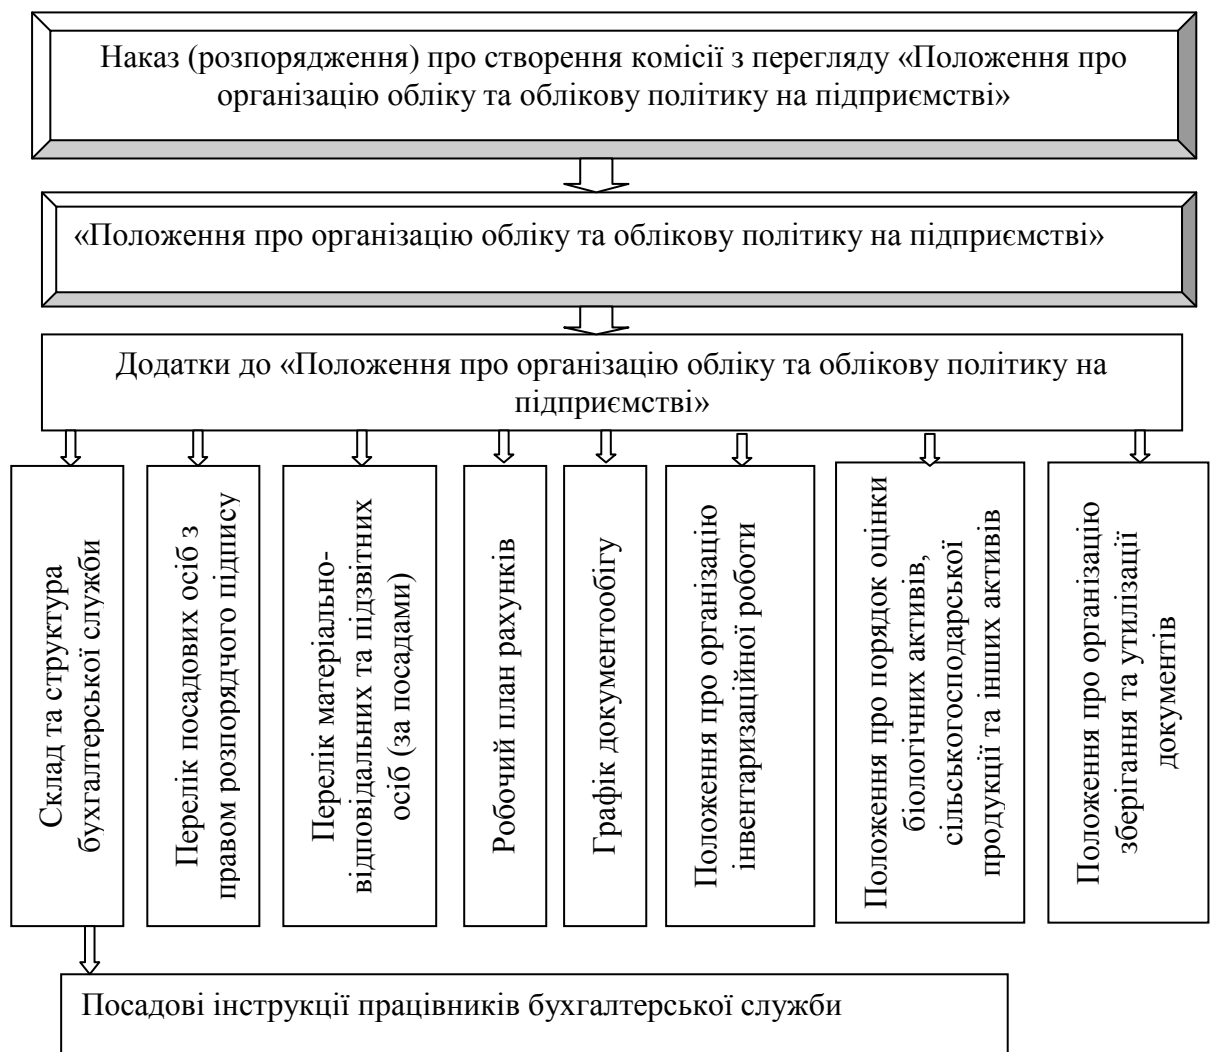 Наказ (розпорядження) про створення комісії з перегляду «Положення про
організацію обліку та облікову політику на підприємстві»
«Положення про організацію обліку та облікову політику на підприємстві»
Додатки до «Положення про організацію обліку та облікову політику на
підприємстві»
Склад та структура
бухгалтерської служби
Перелік посадових осіб з
правом розпорядчого підпису
Перелік матеріально-
відповідальних та підзвітних
осіб (за посадами)
Робочий план рахунків
Графік документообігу
Положення про організацію
інвентаризаційної роботи
Положення про порядок оцінки
біологічних активів,
сільськогосподарської
продукції та інших активів
Положення про організацію
зберігання та утилізації
документів
Посадові інструкції працівників бухгалтерської служби